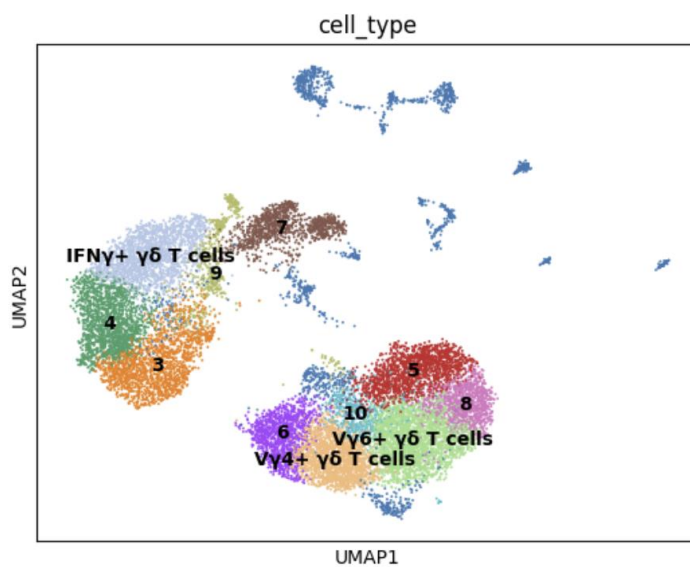 cell_type
7
IFNγ+ γδ T cells
9
4
3
5
8
10
6
Vγ6+ γδ T cells
Vγ4+ γδ T cells
UMAP2
UMAP1